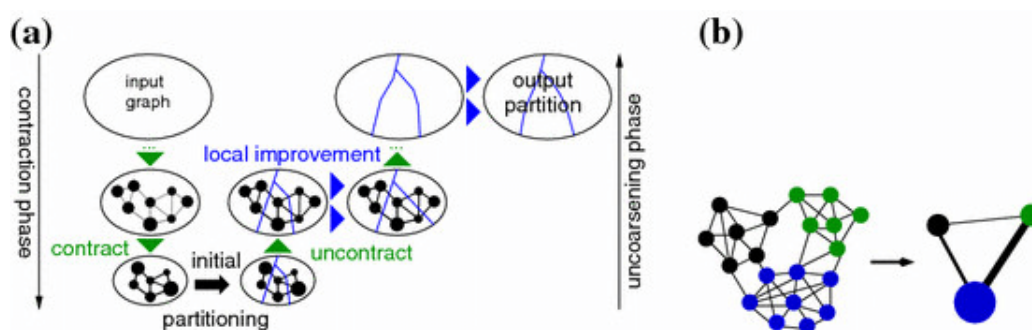 (a)
(b)
contraction phase
input
graph
...
contract
initial
partitioning
local improvement
...
uncontract
output
partition
uncoarsening phase